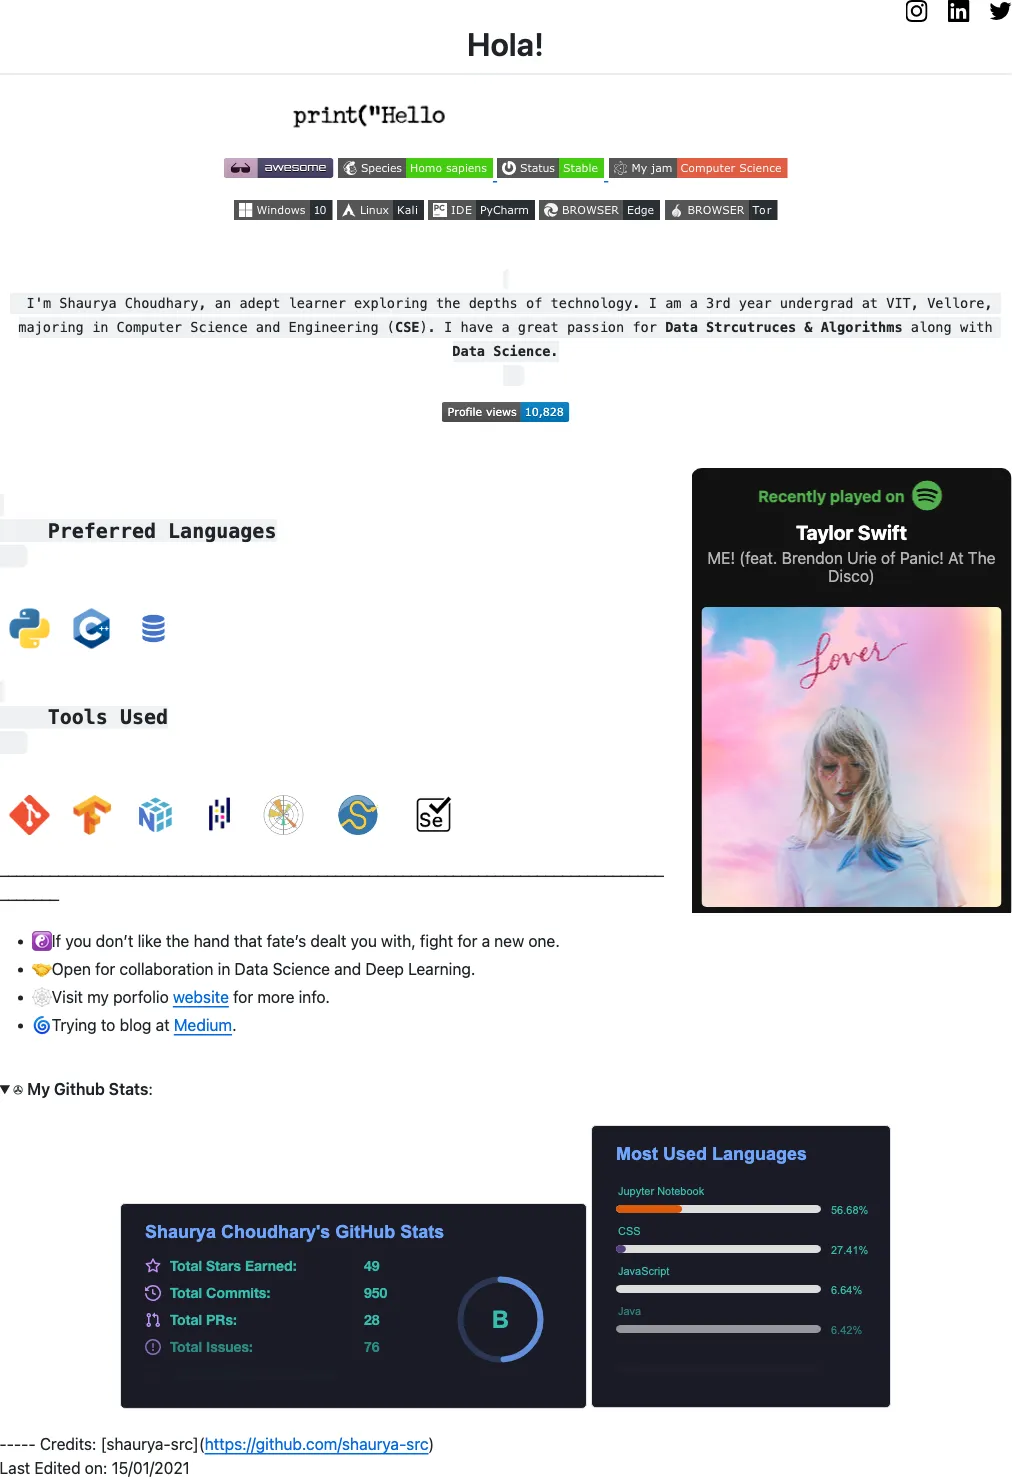 Hola!
print("Hello
awesome Species Homo sapiens Status Stable My jam Computer Science
Windows 10 Linux Kali PC IDE PyCharm BROWSER Edge BROWSER Tor
I'm Shaurya Choudhary, an adept learner exploring the depths of technology. I am a 3rd year undergrad at VIT, Vellore,
majoring in Computer Science and Engineering (CSE). I have a great passion for Data Strcutruces & Algorithms along with
Data Science.
Profile views 10,828
Recently played on
Taylor Swift
ME! (feat. Brendon Urie of Panic! At The
Disco)
Lover
Preferred Languages
C++
Tools Used
Se
If you don’t like the hand that fate’s dealt you with, fight for a new one.
Open for collaboration in Data Science and Deep Learning.
Visit my porfolio website for more info.
Trying to blog at Medium.
My Github Stats:
Shaurya Choudhary's GitHub Stats
Total Stars Earned: 49
Total Commits: 950
Total PRs: 28
Total Issues: 76
B
Most Used Languages
Jupyter Notebook
56.68%
CSS
27.41%
JavaScript
6.64%
Java
6.42%
----- Credits: [shaurya-src](https://github.com/shaurya-src)
Last Edited on: 15/01/2021